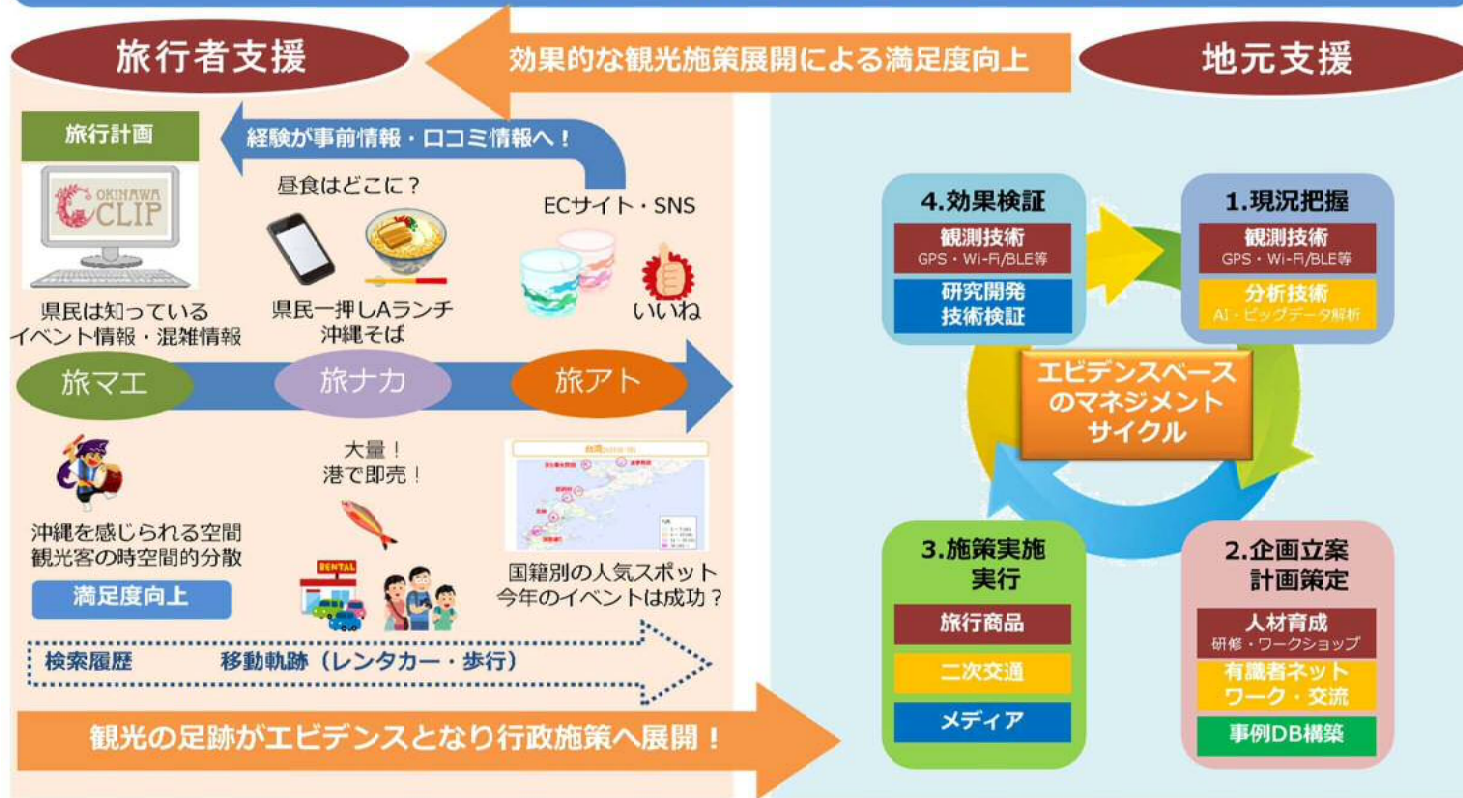 旅行者支援
効果的な観光施策展開による満足度向上
地元支援
旅行計画
経験が事前情報・口コミ情報へ！
OKINAWA
CLIP
昼食はどこに？
ECサイト・SNS
県民は知っている
イベント情報・混雑情報
県民一押しAランチ
沖縄そば
いいね
旅マエ
旅ナカ
旅アト
沖縄を感じられる空間
観光客の時空間的分散
満足度向上
大量！
港で即売！
RENTAL
台湾
国籍別の人気スポット
今年のイベントは成功？
検索履歴
移動軌跡（レンタカー・歩行）
観光の足跡がエビデンスとなり行政施策へ展開！
4.効果検証
観測技術
GPS・Wi-Fi/BLE等
研究開発
技術検証
1.現況把握
観測技術
GPS・Wi-Fi/BLE等
分析技術
AI・ビッグデータ解析
エビデンスベース
のマネジメント
サイクル
3.施策実施
実行
旅行商品
二次交通
メディア
2.企画立案
計画策定
人材育成
研修・ワークショップ
有識者ネット
ワーク・交流
事例DB構築